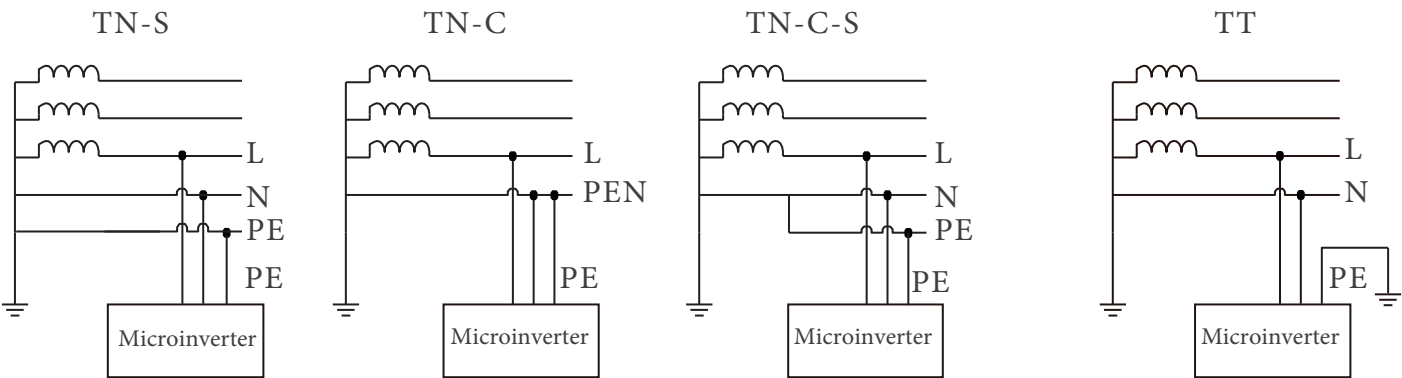 TN-S
L
N
PE
PE
Microinverter
TN-C
L
PEN
PE
Microinverter
TN-C-S
L
N
PE
PE
Microinverter
TT
L
N
PE
Microinverter